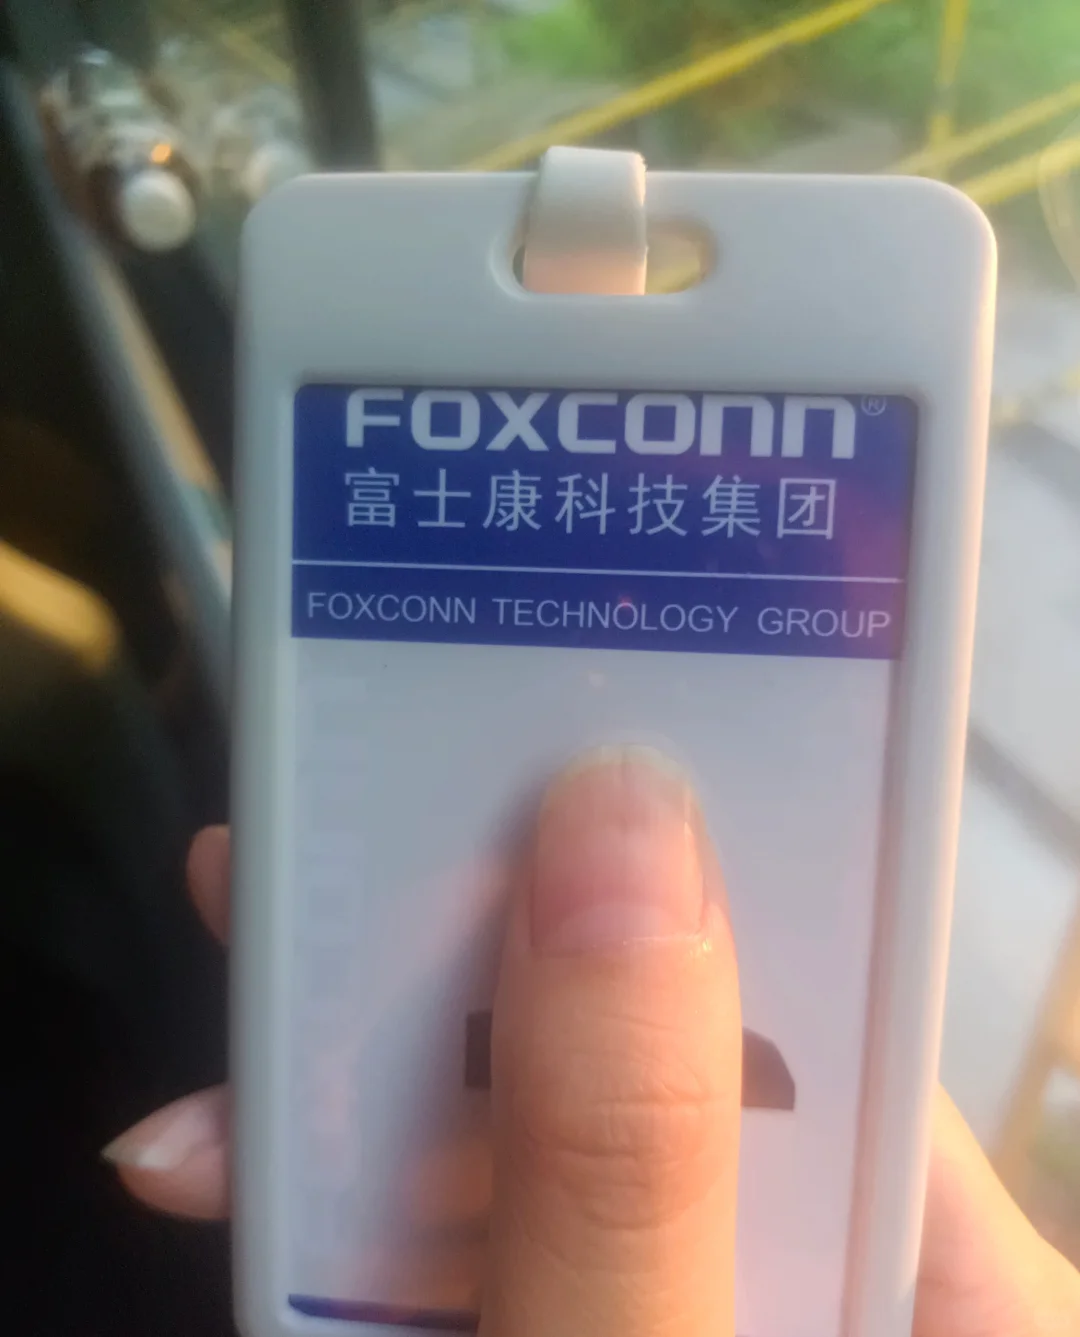 FOXCONN®
富士康科技集团
FOXCONN TECHNOLOGY GROUP